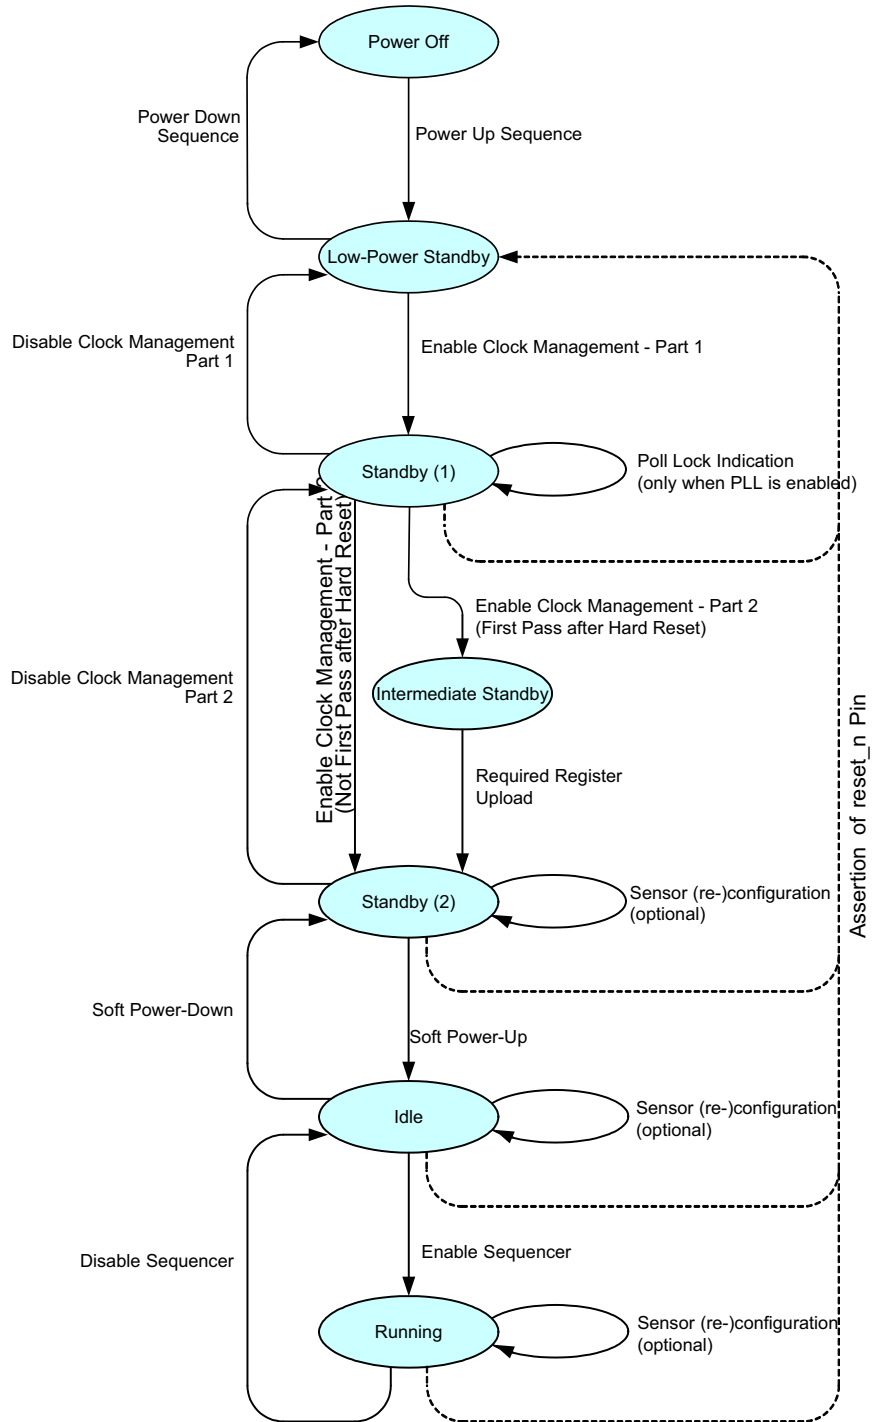 Power Off
Power Down
Sequence
Power Up Sequence
Low-Power Standby
Disable Clock Management
Part 1
Enable Clock Management - Part 1
Standby (1)
Poll Lock Indication
(only when PLL is enabled)
Enable Clock Management - Part
(Not First Pass after Hard Reset)
Enable Clock Management - Part 2
(First Pass after Hard Reset)
Disable Clock Management
Part 2
Intermediate Standby
Required Register
Upload
Assertion of reset_n Pin
Standby (2)
Sensor (re-)configuration
(optional)
Soft Power-Down
Soft Power-Up
Idle
Sensor (re-)configuration
(optional)
Disable Sequencer
Enable Sequencer
Running
Sensor (re-)configuration
(optional)